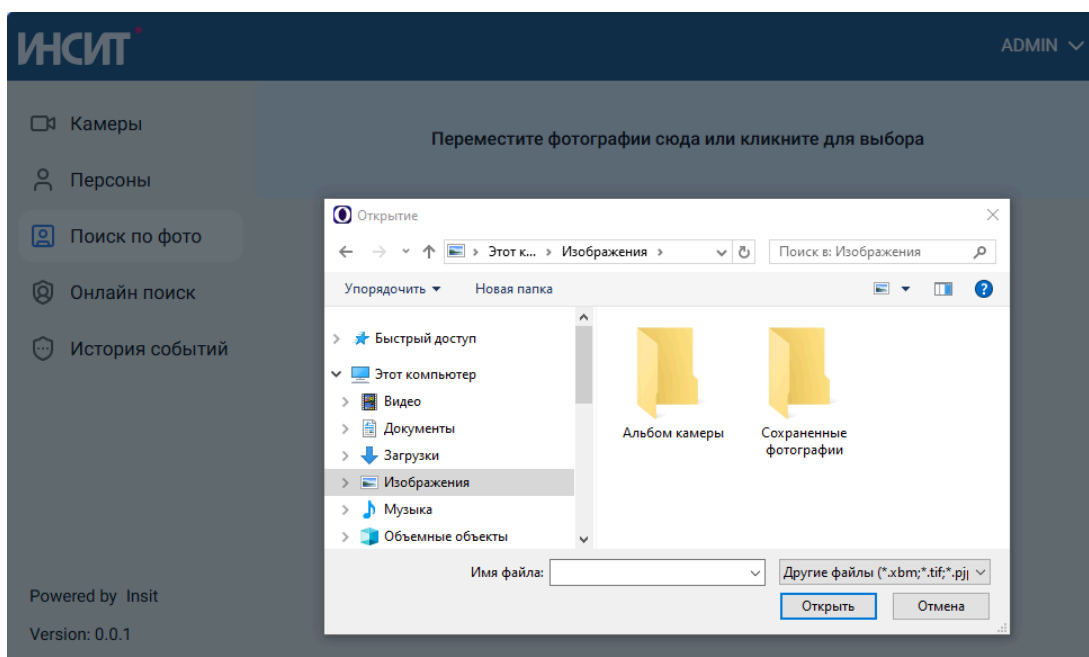 ИНСИТ
ADMIN
Камеры
Персоны
Поиск по фото
Онлайн поиск
История событий
Powered by Insit
Version: 0.0.1
Переместите фотографии сюда или кликните для выбора
Открытие
Этот к... > Изображения >
Поиск в: Изображения
Упорядочить
Новая папка
Быстрый доступ
Этот компьютер
Видео
Документы
Загрузки
Изображения
Музыка
Объемные объекты
Альбом камеры
Сохраненные
фотографии
Имя файла:
Другие файлы (*.xbm;*.tif;*.pj
Открыть
Отмена